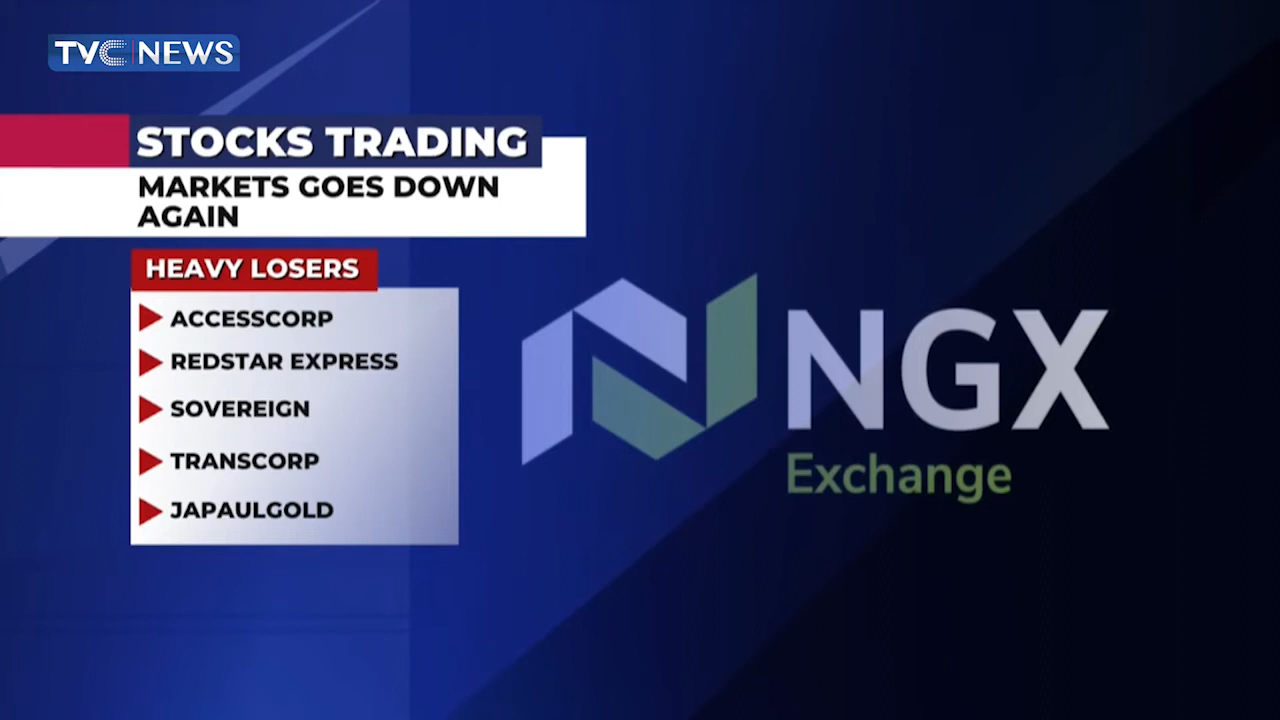 TVC NEWS
STOCKS TRADING
MARKETS GOES DOWN
AGAIN
HEAVY LOSERS
ACCESSCORP
REDSTAR EXPRESS
SOVEREIGN
TRANSCORP
JAPAULGOLD
NGX
Exchange